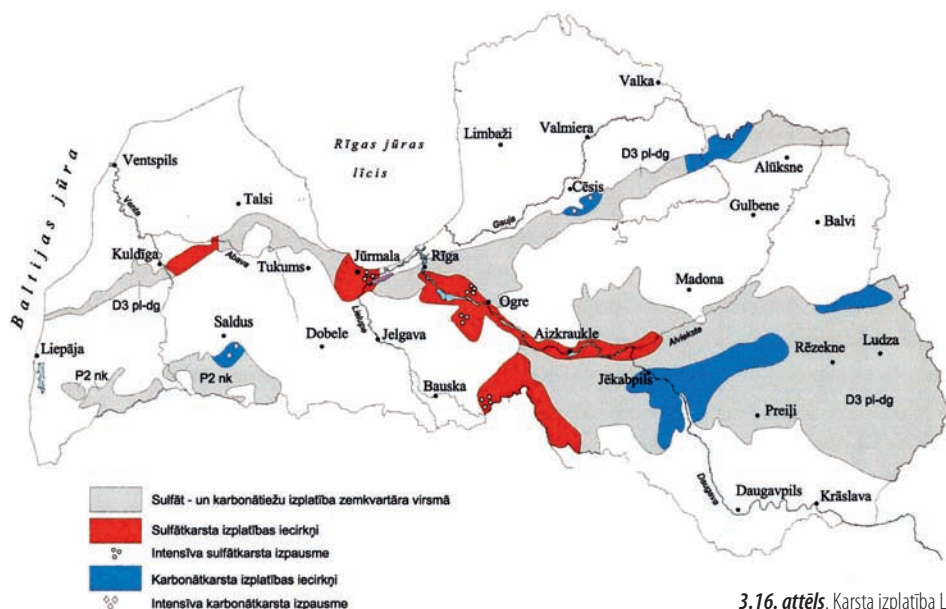 Valka
Limbaži
Valmiera
Rīgas jūras
līcis
D3 pl-dg
Alūksne
Ventspils
Baltijas jūra
Venta
Talsi
Cēsis
Gauja
Gulbene
Balvi
Kuldīga
Abava
Tukums
Jūrmala
Rīga
D3 pl-dg
Madona
Ogre
Lielupe
Saldus
Dobele
Jelgava
Aizkraukle
Aiviekste
Rēzekne
Ludza
Liepāja
P2 nk
Bauska
Jēkabpils
D3 pl-dg
Preiļi
Daugava
Daugavpils
Krāslava
Sulfāt - un karbonātiežu izplatība zemkvartāra virsmā
Sulfātkarsta izplatības iecirkņi
Intensīva sulfātkarsta izpausme
Karbonātkarsta izplatības iecirkņi
Intensīva karbonātkarsta izpausme
3.16. attēls. Karsta izplatība L